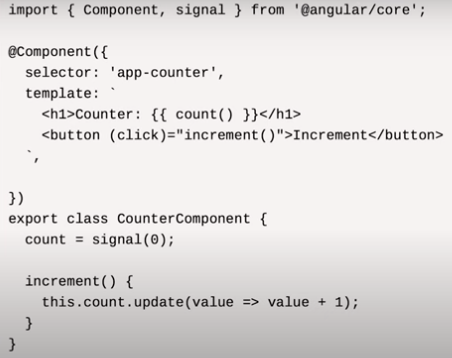 import { Component, signal } from '@angular/core';

@Component({
  selector: 'app-counter',
  template: `
    <h1>Counter: {{ count() }}</h1>
    <button (click)="increment()">Increment</button>
  `,

})
export class CounterComponent {
  count = signal(0);

  increment() {
    this.count.update(value => value + 1);
  }
}